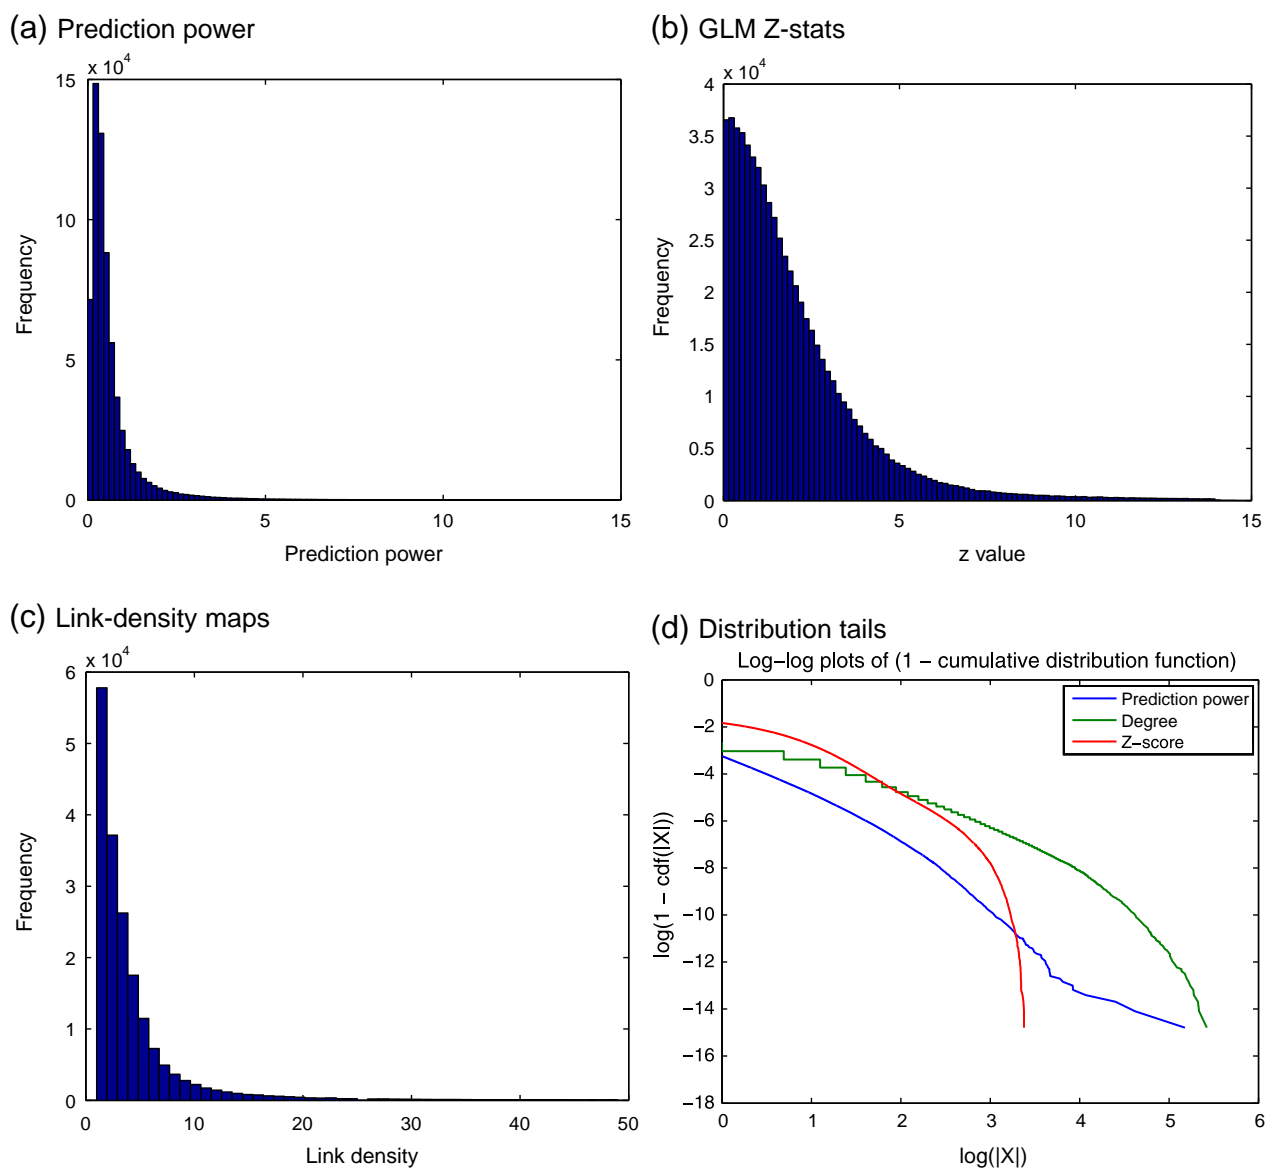 (a) Prediction power
x 10^4
15
10
5
0
Frequency
0 5 10 15
Prediction power
(b) GLM Z-stats
x 10^4
4
3.5
3
2.5
2
1.5
1
0.5
0
Frequency
0 5 10 15
z value
(c) Link-density maps
x 10^4
6
5
4
3
2
1
0
Frequency
0 10 20 30 40 50
Link density
(d) Distribution tails
Log−log plots of (1 − cumulative distribution function)
0
−2
−4
−6
−8
−10
−12
−14
−16
−18
log(1 − cdf(|X|))
Prediction power
Degree
Z−score
0 1 2 3 4 5 6
log(|X|)